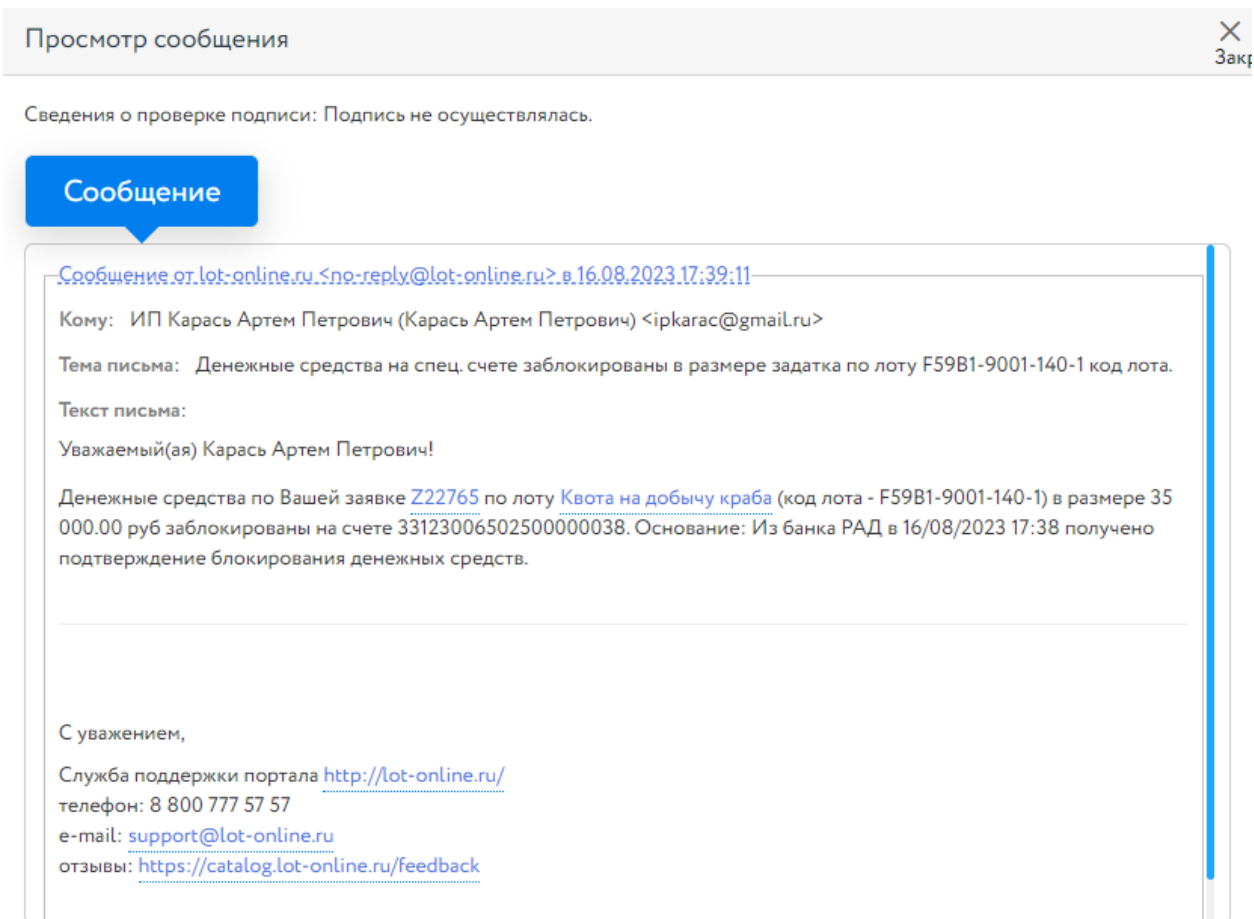 Просмотр сообщения
Закр
Сведения о проверке подписи: Подпись не осуществлялась.
Сообщение
Сообщение от lot-online.ru <no-reply@lot-online.ru> в 16.08.2023 17:39:11
Кому: ИП Карась Артем Петрович (Карась Артем Петрович) <ipkarac@gmail.ru>
Тема письма: Денежные средства на спец. счете заблокированы в размере задатка по лоту F59B1-9001-140-1 код лота.
Текст письма:
Уважаемый(ая) Карась Артем Петрович!
Денежные средства по Вашей заявке Z22765 по лоту Квота на добычу краба (код лота - F59B1-9001-140-1) в размере 35
000.00 руб заблокированы на счете 33123006502500000038. Основание: Из банка РАД в 16/08/2023 17:38 получено
подтверждение блокирования денежных средств.
С уважением,
Служба поддержки портала http://lot-online.ru/
телефон: 8 800 777 57 57
e-mail: support@lot-online.ru
отзывы: https://catalog.lot-online.ru/feedback